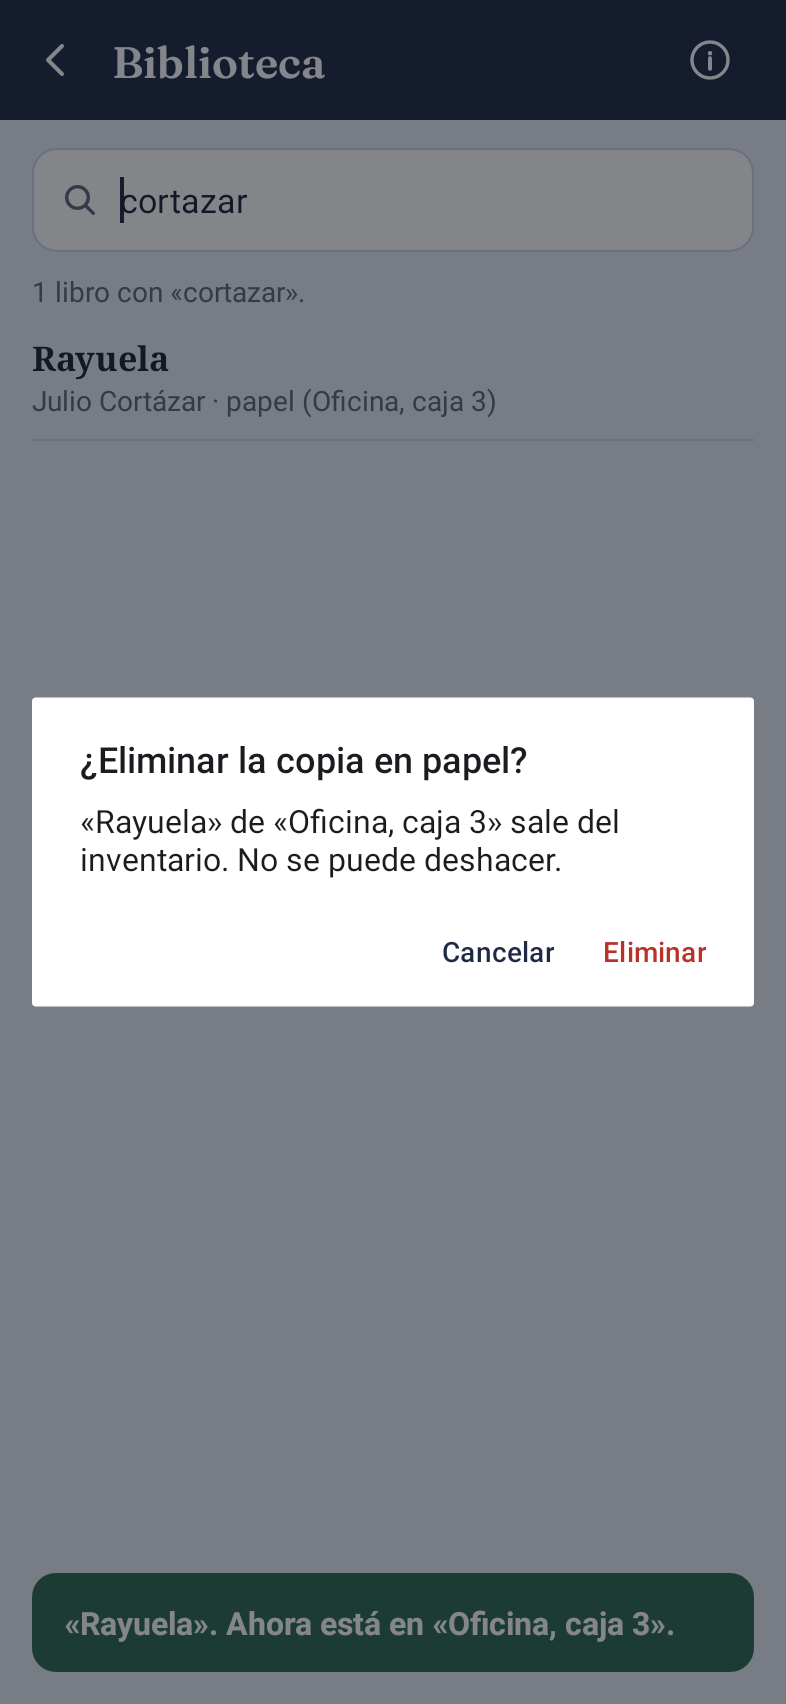 Biblioteca
cortazar
1 libro con «cortazar».
Rayuela
Julio Cortázar · papel (Oficina, caja 3)
¿Eliminar la copia en papel?
«Rayuela» de «Oficina, caja 3» sale del
inventario. No se puede deshacer.
Cancelar Eliminar
«Rayuela». Ahora está en «Oficina, caja 3».